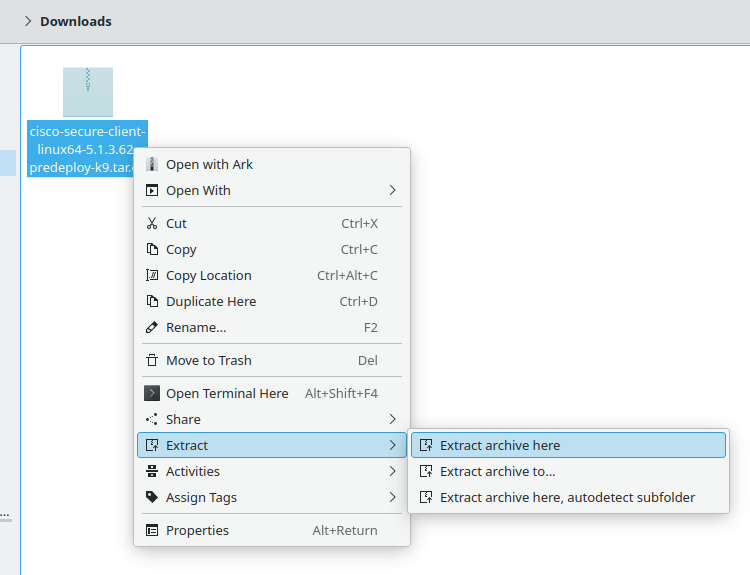 Downloads
cisco-secure-client-
linux64-5.1.3.62-
predeploy-k9.tar.
Open with Ark
Open With
Cut Ctrl+X
Copy Ctrl+C
Copy Location Ctrl+Alt+C
Duplicate Here Ctrl+D
Rename... F2
Move to Trash Del
Open Terminal Here Alt+Shift+F4
Share
Extract
Extract archive here
Activities
Extract archive to...
Assign Tags
Extract archive here, autodetect subfolder
Properties Alt+Return
...